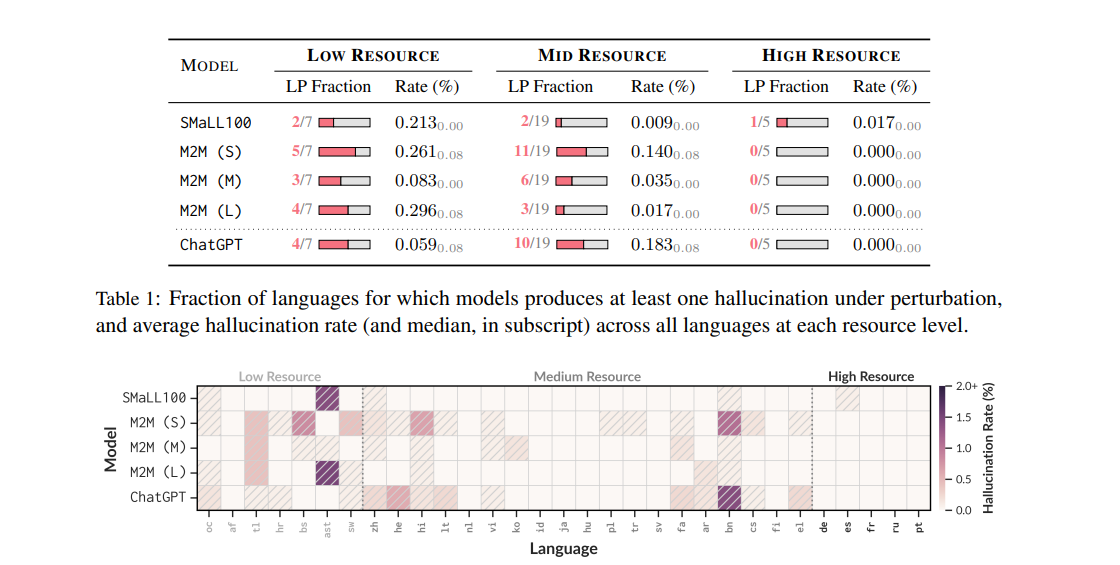 MODEL LOW RESOURCE MID RESOURCE HIGH RESOURCE
LP Fraction Rate (%) LP Fraction Rate (%) LP Fraction Rate (%)
SMaLL100 2/7 0.213 0.00 2/19 0.009 0.00 1/5 0.017 0.00
M2M (S) 5/7 0.261 0.08 11/19 0.140 0.08 0/5 0.000 0.00
M2M (M) 3/7 0.083 0.00 6/19 0.035 0.00 0/5 0.000 0.00
M2M (L) 4/7 0.296 0.08 3/19 0.017 0.00 0/5 0.000 0.00
ChatGPT 4/7 0.059 0.08 10/19 0.183 0.08 0/5 0.000 0.00
Table 1: Fraction of languages for which models produces at least one hallucination under perturbation,
and average hallucination rate (and median, in subscript) across all languages at each resource level.
Low Resource Medium Resource High Resource
Model
SMaLL100
M2M (S)
M2M (M)
M2M (L)
ChatGPT
oc af tl hr bs ast sw zh he hi lt nl vi ko id ja hu pl tr sv fa ar bn cs fi el de es fr ru pt
Language
2.0+
1.5
1.0
0.5
0.0
Hallucination Rate (%)